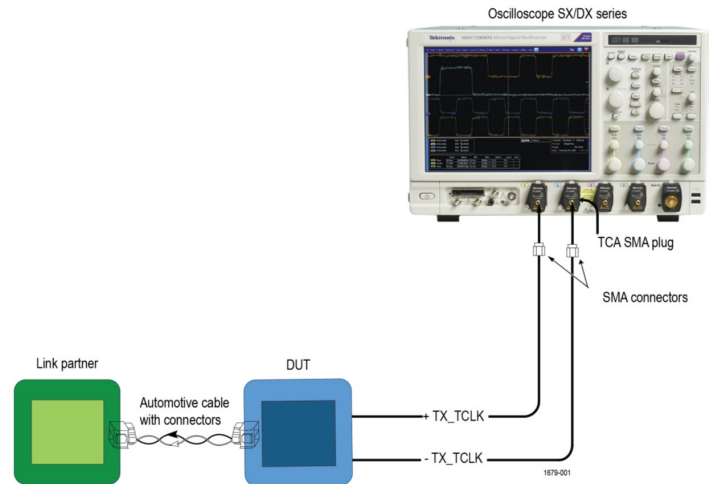 Oscilloscope SX/DX series
Tektronix
TCA SMA plug
SMA connectors
Link partner
DUT
Automotive cable
with connectors
+ TX_TCLK
- TX_TCLK
1679-001